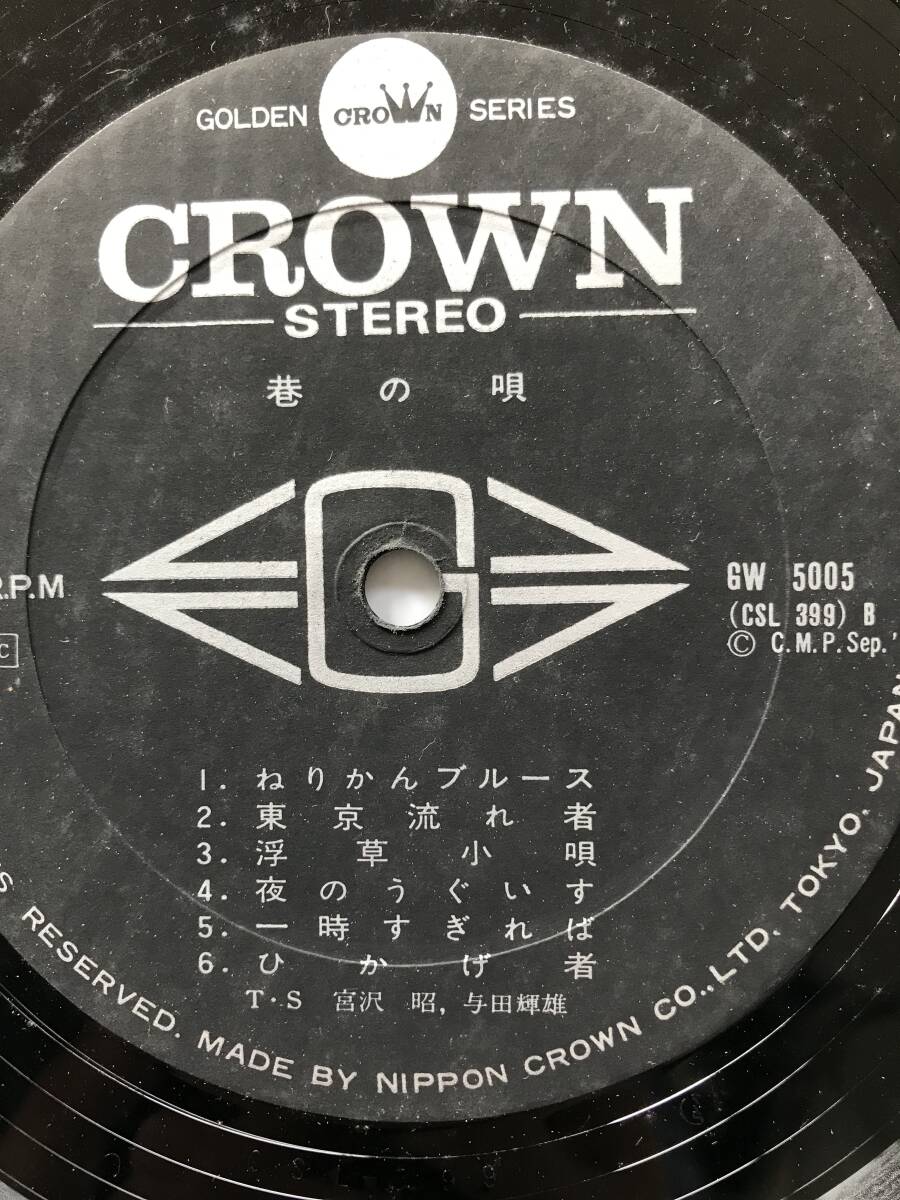 GOLDEN CROWN SERIES
CROWN
STEREO
巷の唄
R.P.M
G
GW 5005
(CSL 399) B
© C.M.P. Sep.'
1. ねりかんブルース
2. 東京流れ者
3. 浮草小唄
4. 夜のうぐいす
5. 一時すぎれば
6. ひかげ者
T・S 宮沢 昭, 与田輝雄
S RESERVED. MADE BY NIPPON CROWN CO.,LTD. TOKYO, JAPAN